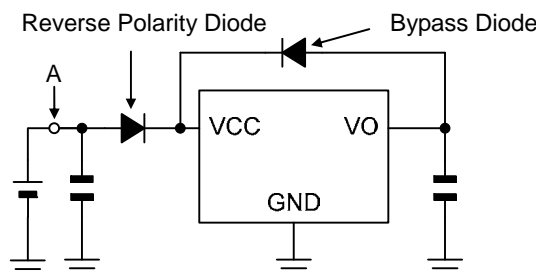 Reverse Polarity Diode
Bypass Diode
A
VCC
VO
GND